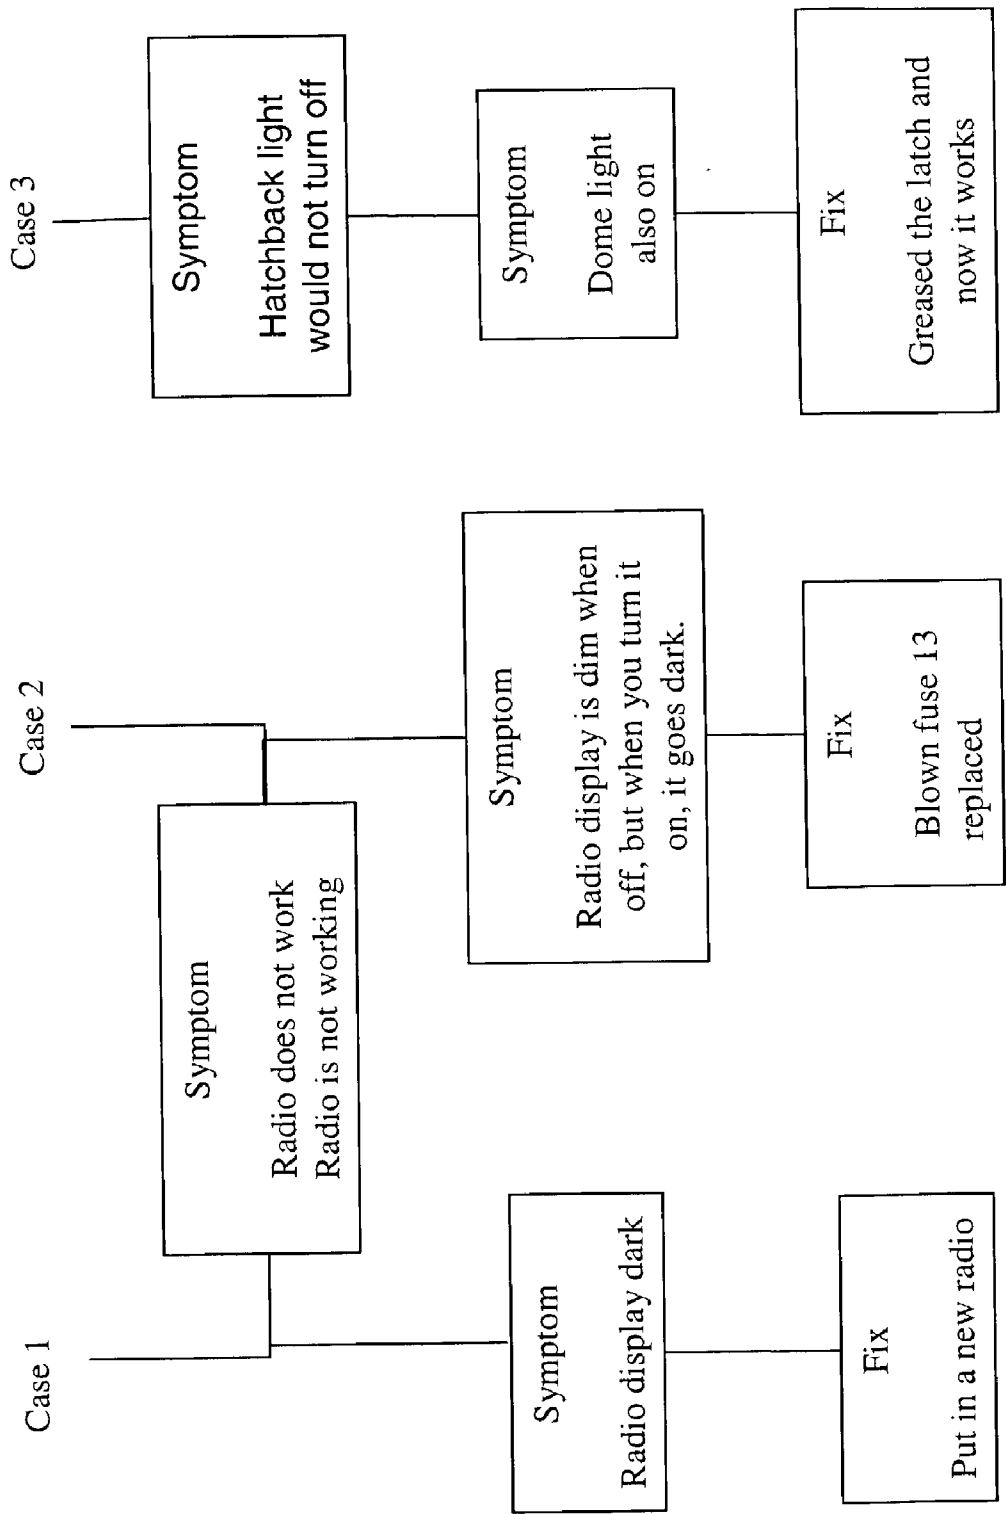 Case 1
Case 2
Case 3
Symptom
Radio does not work
Radio is not working
Symptom
Hatchback light
would not turn off
Symptom
Radio display dark
Symptom
Radio display is dim when
off, but when you turn it
on, it goes dark.
Symptom
Dome light
also on
Fix
Put in a new radio
Fix
Blown fuse 13
replaced
Fix
Greased the latch and
now it works